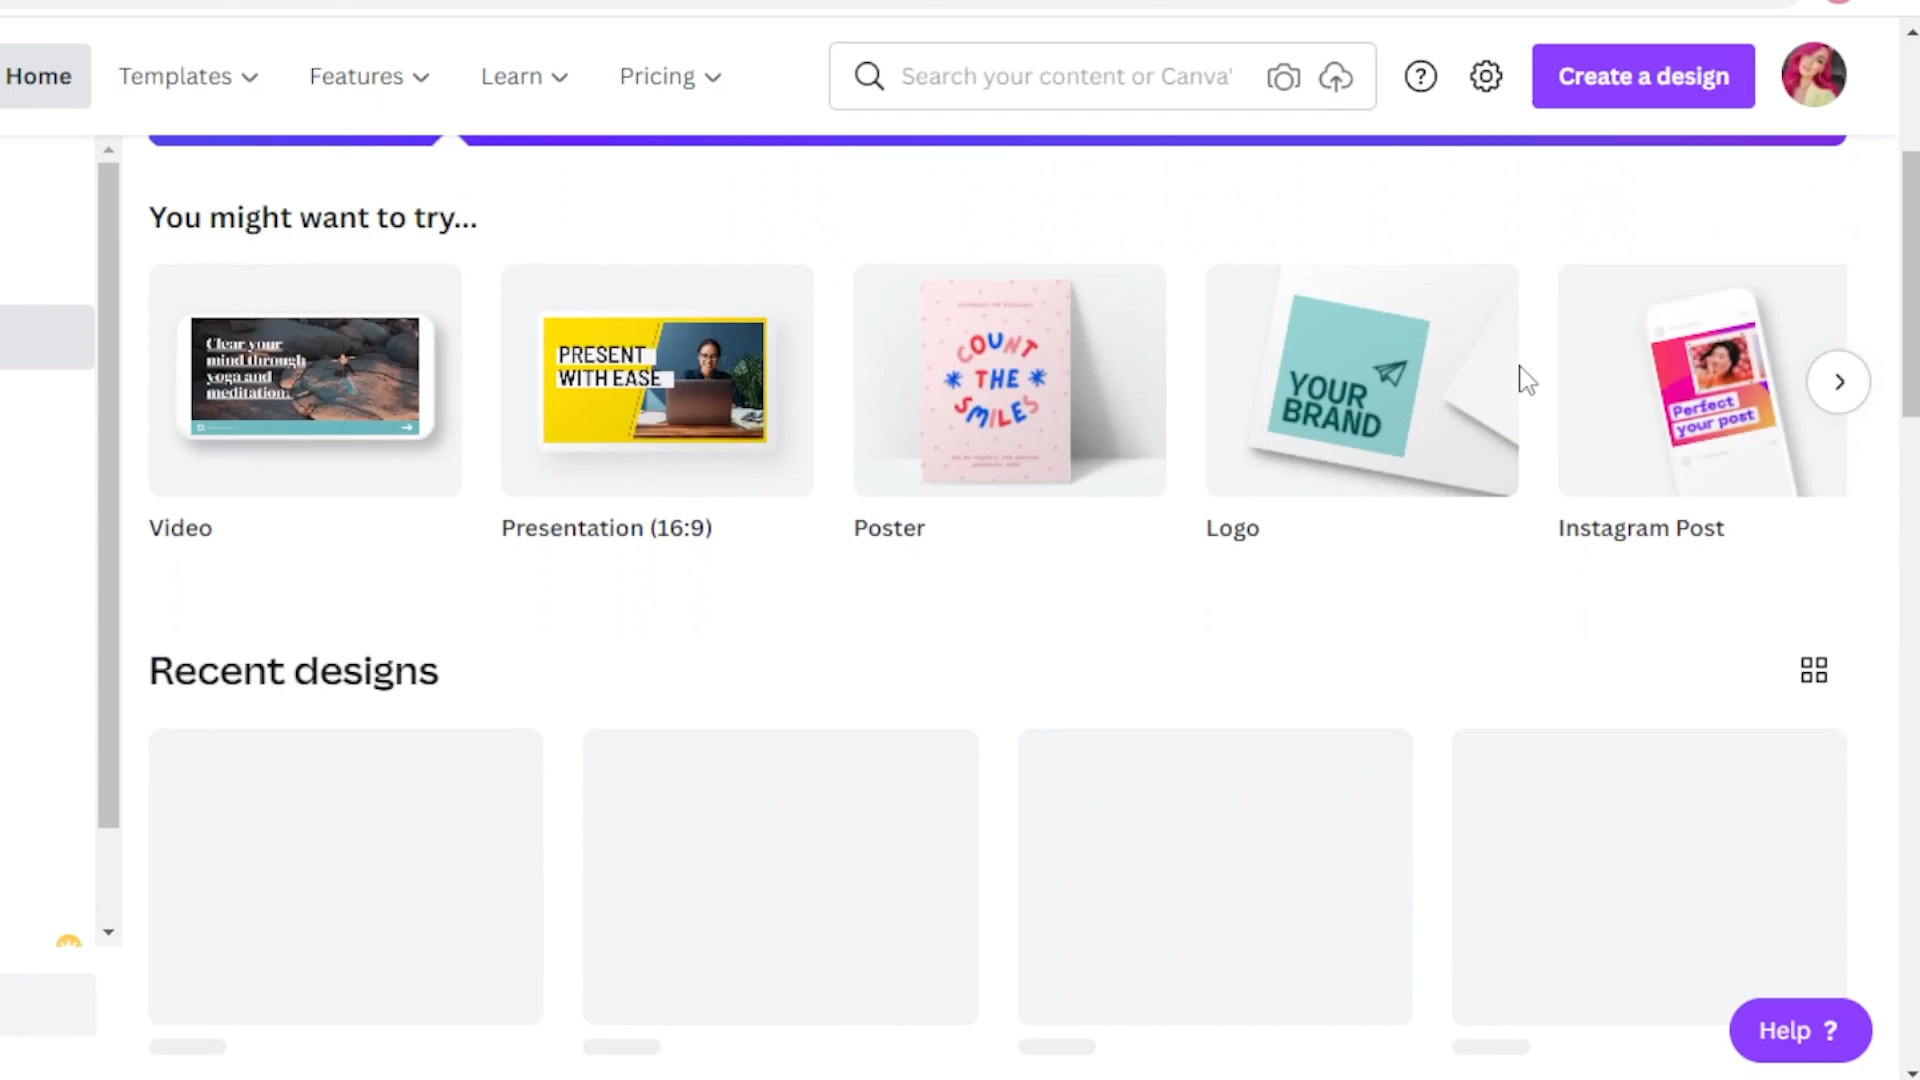 Home
Templates
Features
Learn
Pricing
Search your content or Canva'
Create a design
You might want to try...
Clear your
mind through
yoga and
meditation.
PRESENT
WITH EASE
COUNT
THE
SMILES
YOUR
BRAND
Perfect
your post
Video
Presentation (16:9)
Poster
Logo
Instagram Post
Recent designs
Help ?